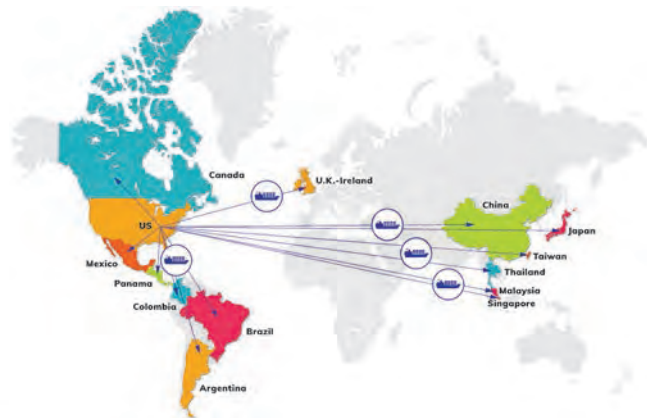 Canada
U.K.-Ireland
China
US
Japan
Taiwan
Mexico
Thailand
Panama
Malaysia
Singapore
Colombia
Brazil
Argentina